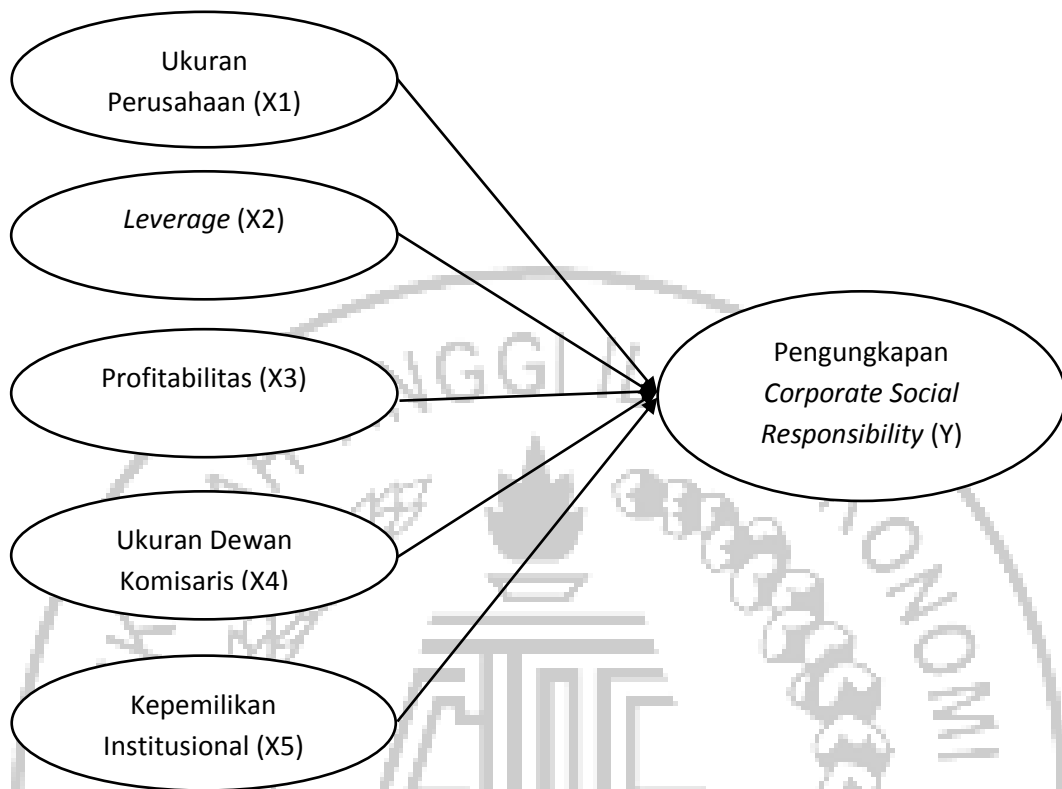 Ukuran
Perusahaan (X1)
Leverage (X2)
Profitabilitas (X3)
Pengungkapan
Corporate Social
Responsibility (Y)
Ukuran Dewan
Komisaris (X4)
Kepemilikan
Institusional (X5)